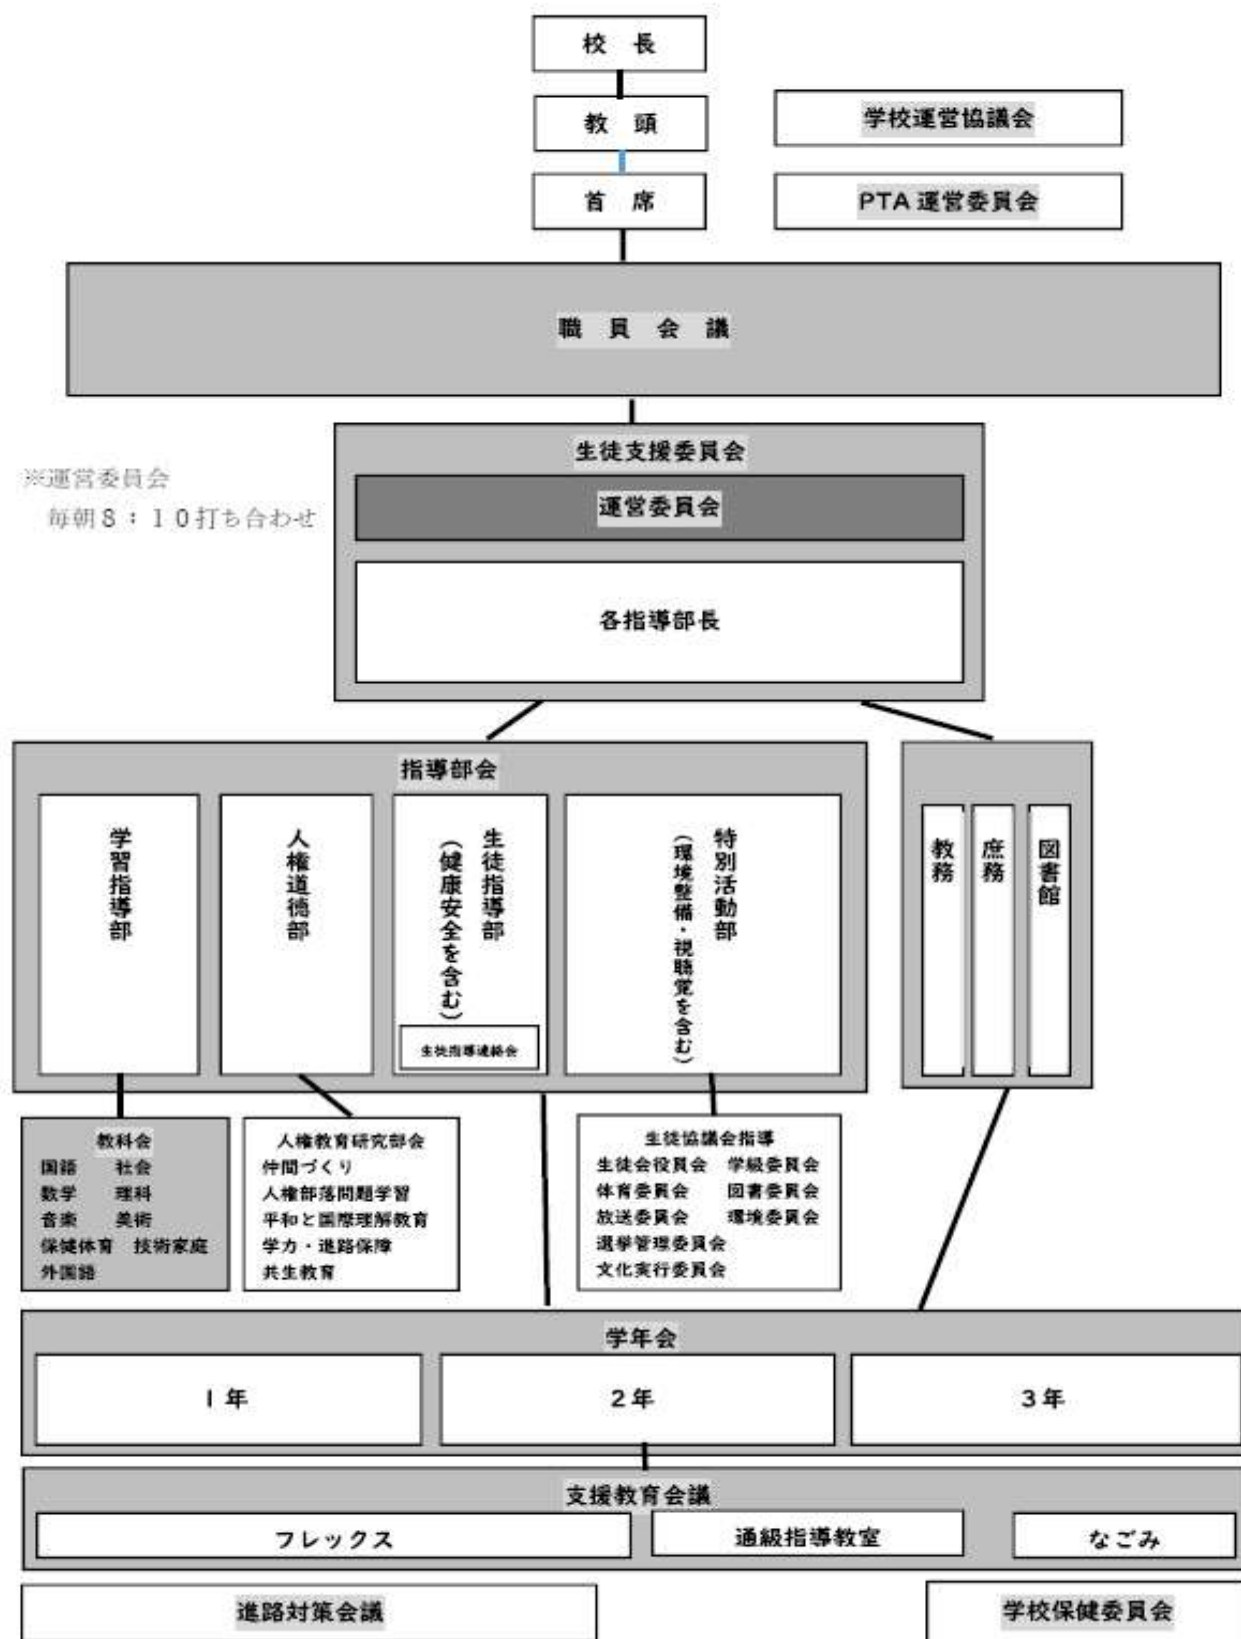 校　長
教　頭
学校運営協議会
首　席
PTA 運営委員会
職　員　会　議
※運営委員会
毎朝８：１０打ち合わせ
生徒支援委員会
運営委員会
各指導部長
指導部会
学習指導部
人権道徳部
生徒指導部
（健康安全を含む）
生徒指導連絡会
特別活動部
（環境整備・視聴覚を含む）
教務
庶務
図書館
教科会
国語　　社会
数学　　理科
音楽　　美術
保健体育　技術家庭
外国語
人権教育研究部会
仲間づくり
人権部落問題学習
平和と国際理解教育
学力・進路保障
共生教育
生徒協議会指導
生徒会役員会　学級委員会
体育委員会　　図書委員会
放送委員会　　環境委員会
選挙管理委員会
文化実行委員会
学年会
１年
２年
３年
支援教育会議
フレックス
通級指導教室
なごみ
進路対策会議
学校保健委員会